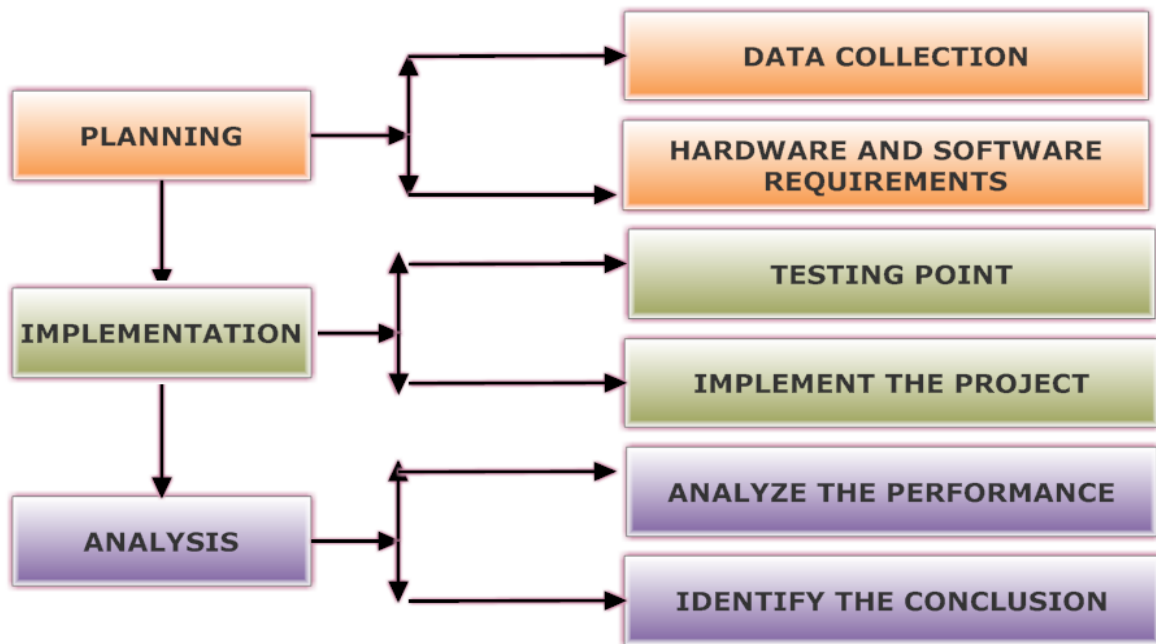 DATA COLLECTION
PLANNING
HARDWARE AND SOFTWARE
REQUIREMENTS
TESTING POINT
IMPLEMENTATION
IMPLEMENT THE PROJECT
ANALYZE THE PERFORMANCE
ANALYSIS
IDENTIFY THE CONCLUSION